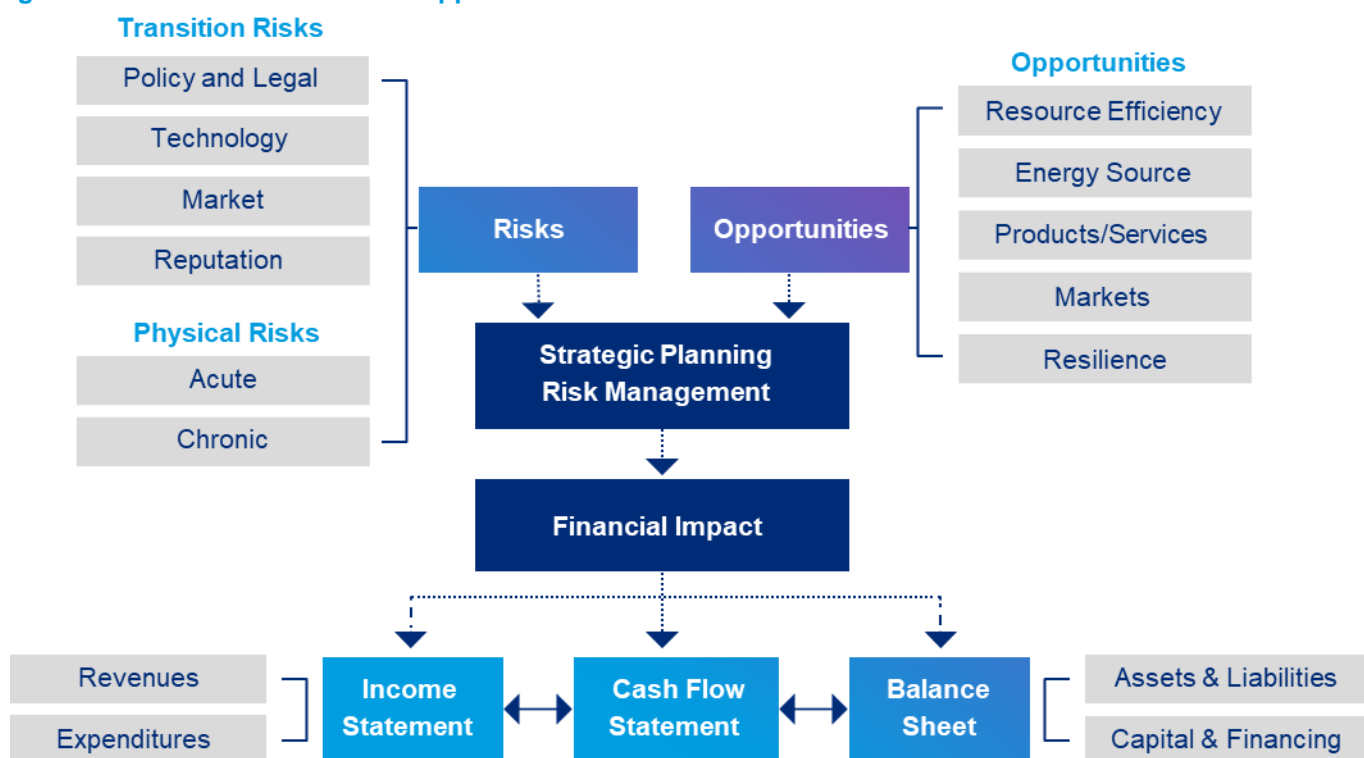 Transition Risks
Policy and Legal
Technology
Market
Reputation
Physical Risks
Acute
Chronic
Risks
Opportunities
Opportunities
Resource Efficiency
Energy Source
Products/Services
Markets
Resilience
Strategic Planning
Risk Management
Financial Impact
Revenues
Expenditures
Income
Statement
Cash Flow
Statement
Balance
Sheet
Assets & Liabilities
Capital & Financing